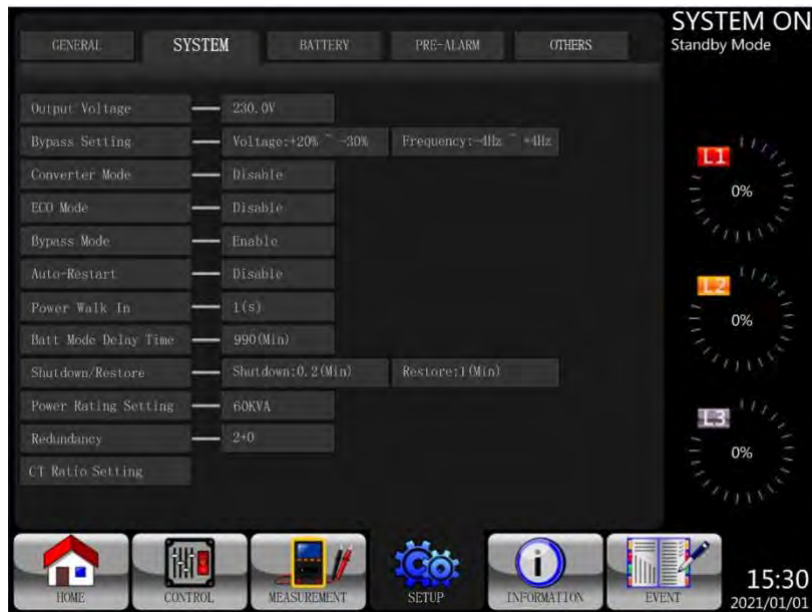 GENERAL SYSTEM BATTERY PRE-ALARM OTHERS
SYSTEM ON
Standby Mode
Output Voltage 230.0V
Bypass Setting Voltage:+20% ~ -30% Frequency:-4Hz ~ +4Hz
Converter Mode Disable
ECO Mode Disable
Bypass Mode Enable
Auto-Restart Disable
Power Walk In 1(s)
Batt Mode Delay Time 990(Min)
Shutdown/Restore Shutdown:0.2(Min) Restore:1(Min)
Power Rating Setting 60KVA
Redundancy 2+0
CT Ratio Setting
L1
0%
L2
0%
L3
0%
HOME CONTROL MEASUREMENT SETUP INFORMATION EVENT
15:30
2021/01/01